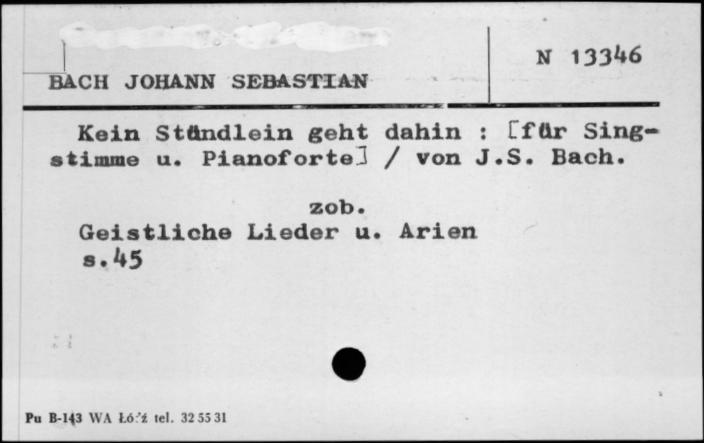 N 13346
BACH JOHANN SEBASTIAN
Kein Stündlein geht dahin : [für Sing-
stimme u. Pianoforte] / von J.S. Bach.
zob.
Geistliche Lieder u. Arien
s.45
Pu B-143 WA tel. 32 55 31